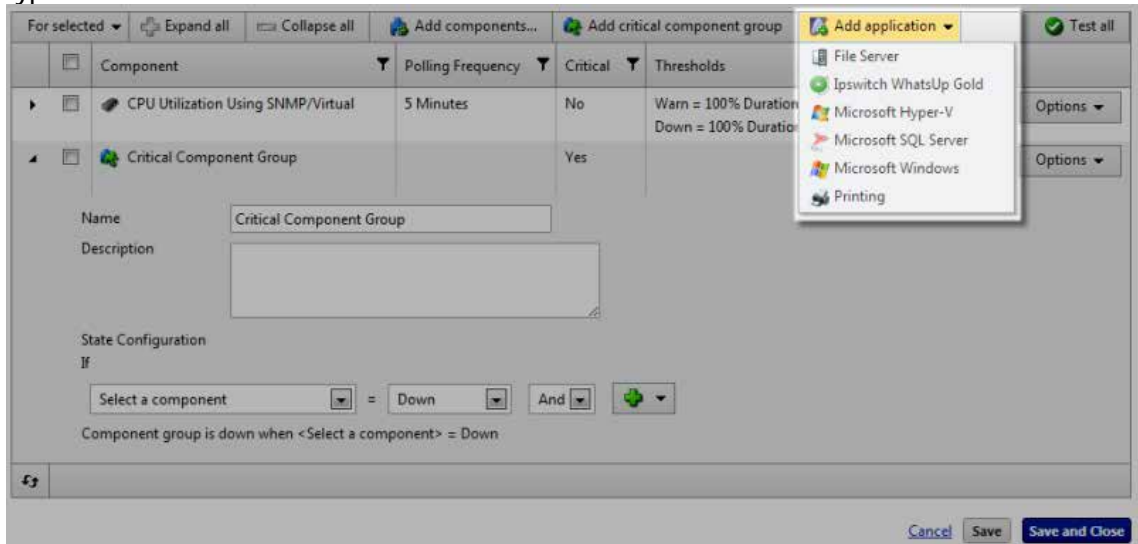 For selected Expand all Collapse all Add components... Add critical component group Add application Test all
Component Polling Frequency Critical Thresholds
CPU Utilization Using SNMP/Virtual 5 Minutes No Warn = 100% Duration Options
Down = 100% Duration
Critical Component Group Yes Options
File Server
Ipswitch WhatsUp Gold
Microsoft Hyper-V
Microsoft SQL Server
Microsoft Windows
Printing
Name Critical Component Group
Description
State Configuration
If
Select a component = Down And
Component group is down when <Select a component> = Down
Cancel Save Save and Close